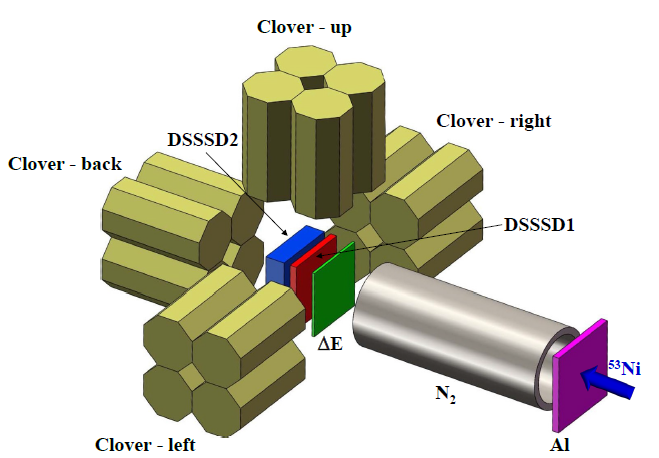 Clover - up
Clover - right
DSSSD2
Clover - back
DSSSD1
ΔE
⁵³Ni
N₂
Clover - left
Al